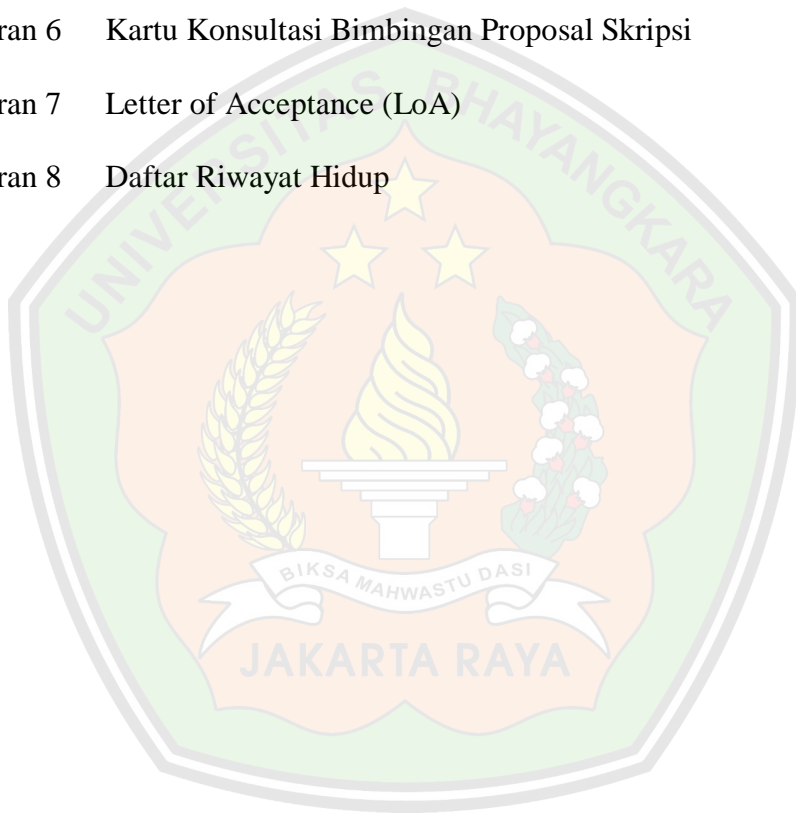 ran 6 Kartu Konsultasi Bimbingan Proposal Skripsi
ran 7 Letter of Acceptance (LoA)
ran 8 Daftar Riwayat Hidup
UNIVERSITAS BHAYANGKARA
BIKSA MAHWASTU DASI
JAKARTA RAYA